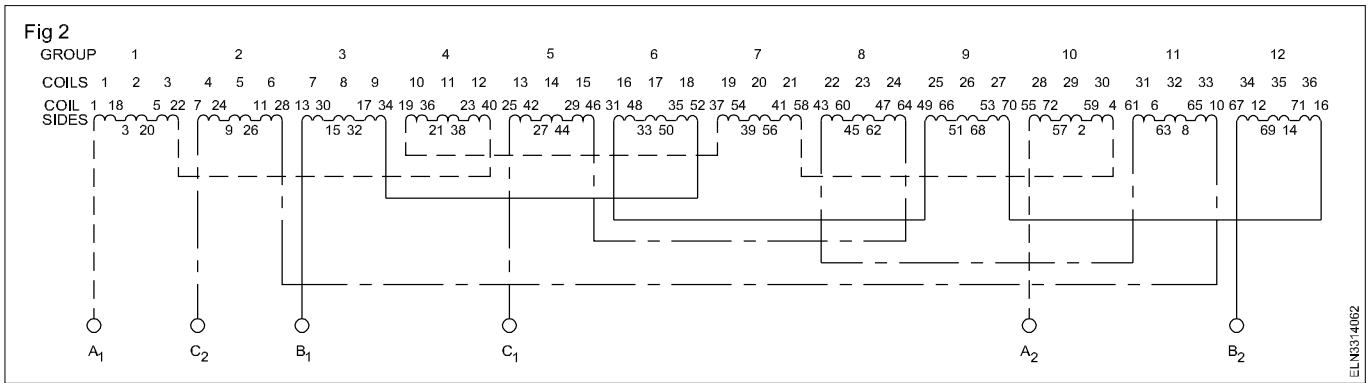 Fig 2
GROUP 1 2 3 4 5 6 7 8 9 10 11 12
COILS 1 2 3 4 5 6 7 8 9 10 11 12 13 14 15 16 17 18 19 20 21 22 23 24 25 26 27 28 29 30 31 32 33 34 35 36
COIL 1 18 5 22 7 24 11 28 13 30 17 34 19 36 23 40 25 42 29 46 31 48 35 52 37 54 41 58 43 60 47 64 49 66 53 70 55 72 59 4 61 6 65 10 67 12 71 16
SIDES 3 20 9 26 15 32 21 38 27 44 33 50 39 56 45 62 51 68 57 2 63 8 69 14
A1 C2 B1 C1 A2 B2
ELN3314062